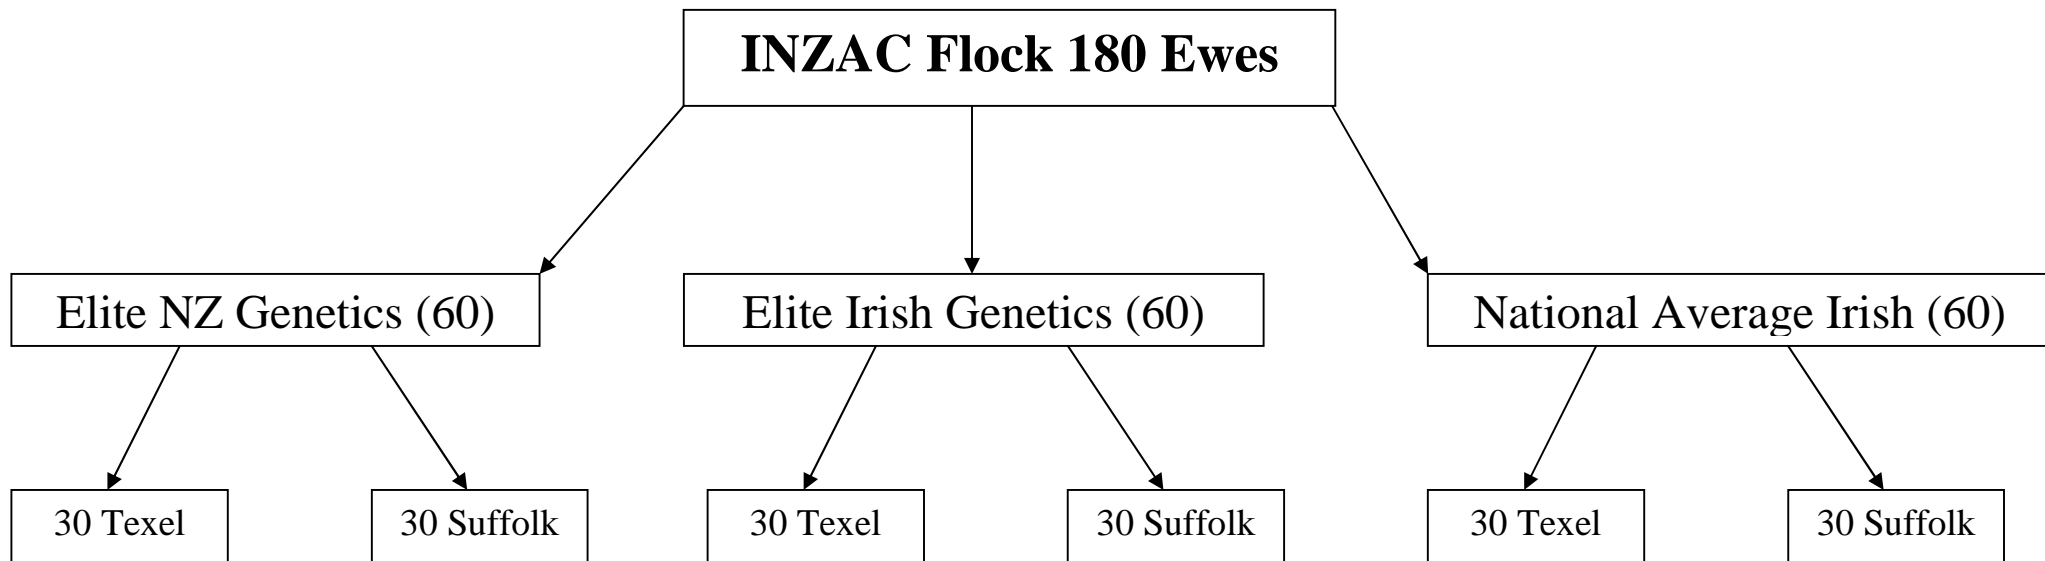 INZAC Flock 180 Ewes
Elite NZ Genetics (60)
Elite Irish Genetics (60)
National Average Irish (60)
30 Texel
30 Suffolk
30 Texel
30 Suffolk
30 Texel
30 Suffolk